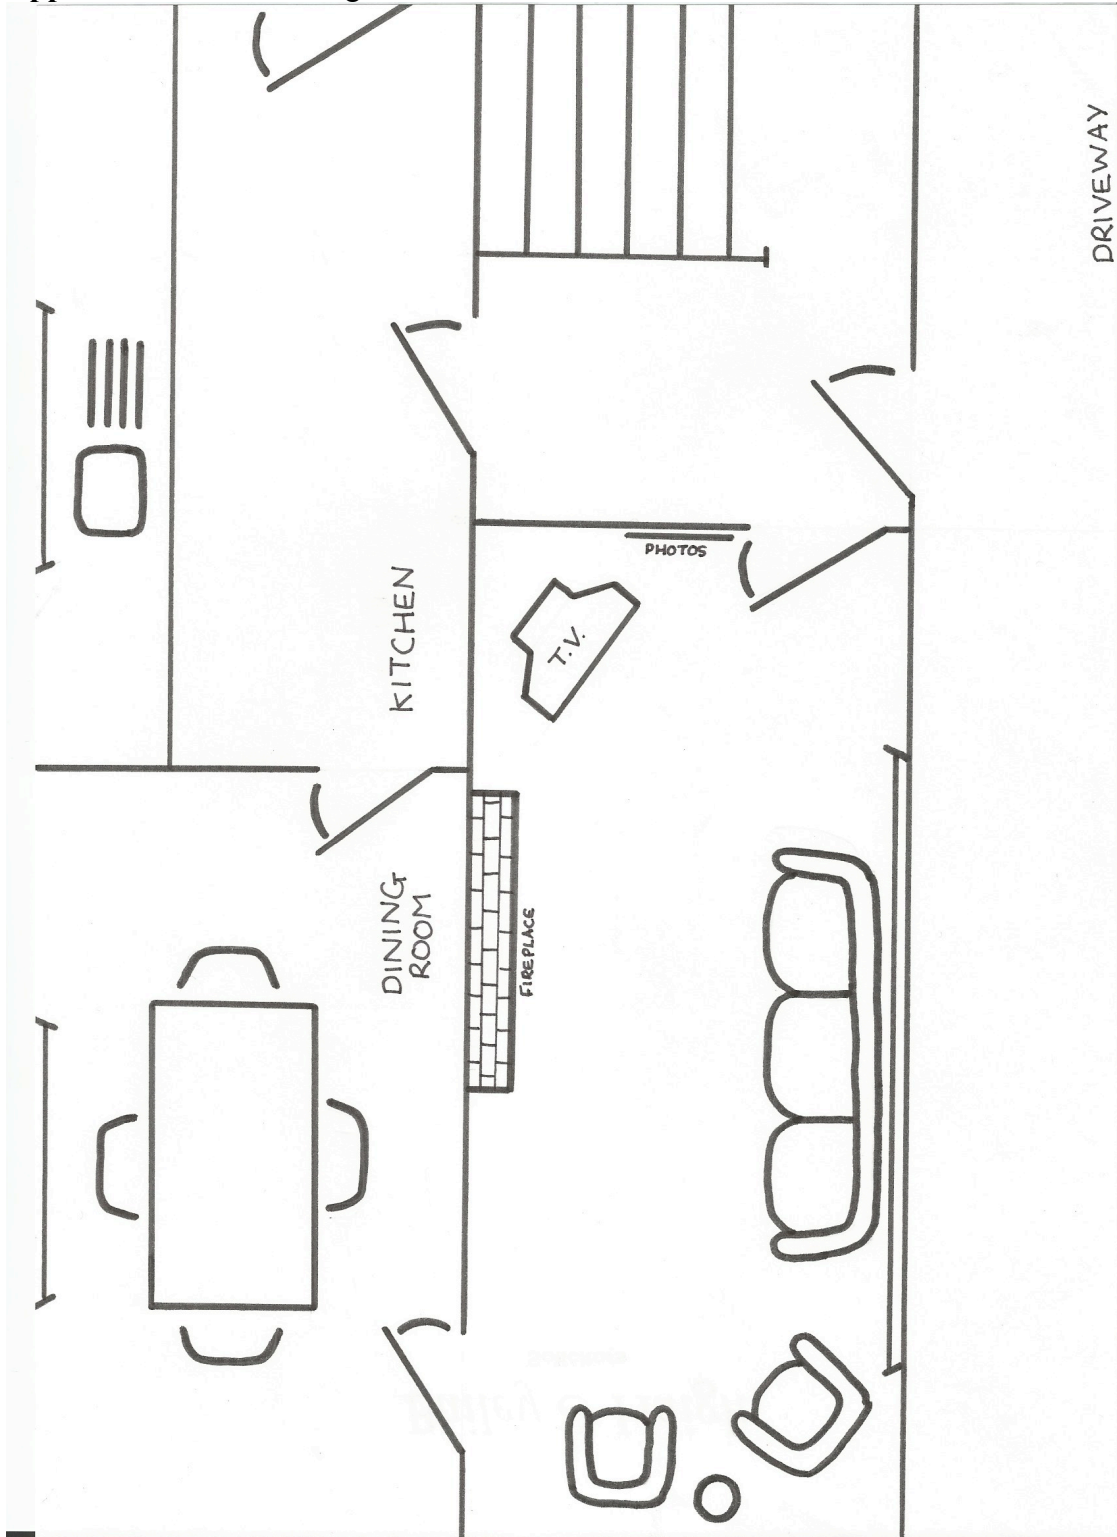 DRIVEWAY
PHOTOS
T.V.
KITCHEN
DINING
ROOM
FIREPLACE